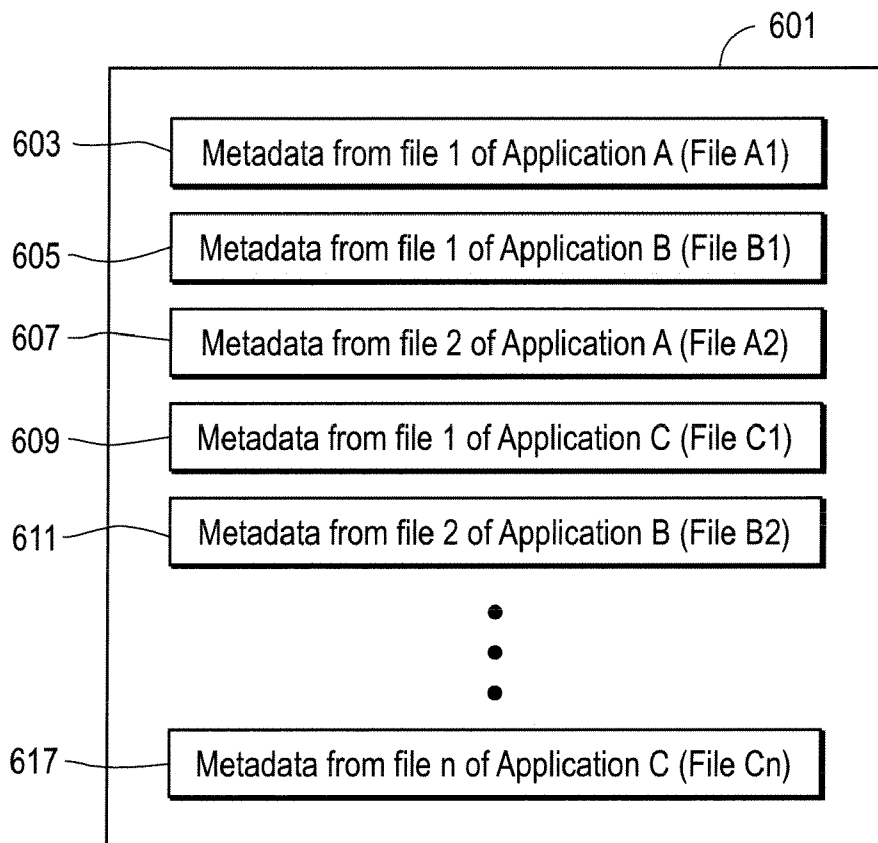 601
603 Metadata from file 1 of Application A (File A1)
605 Metadata from file 1 of Application B (File B1)
607 Metadata from file 2 of Application A (File A2)
609 Metadata from file 1 of Application C (File C1)
611 Metadata from file 2 of Application B (File B2)
617 Metadata from file n of Application C (File Cn)